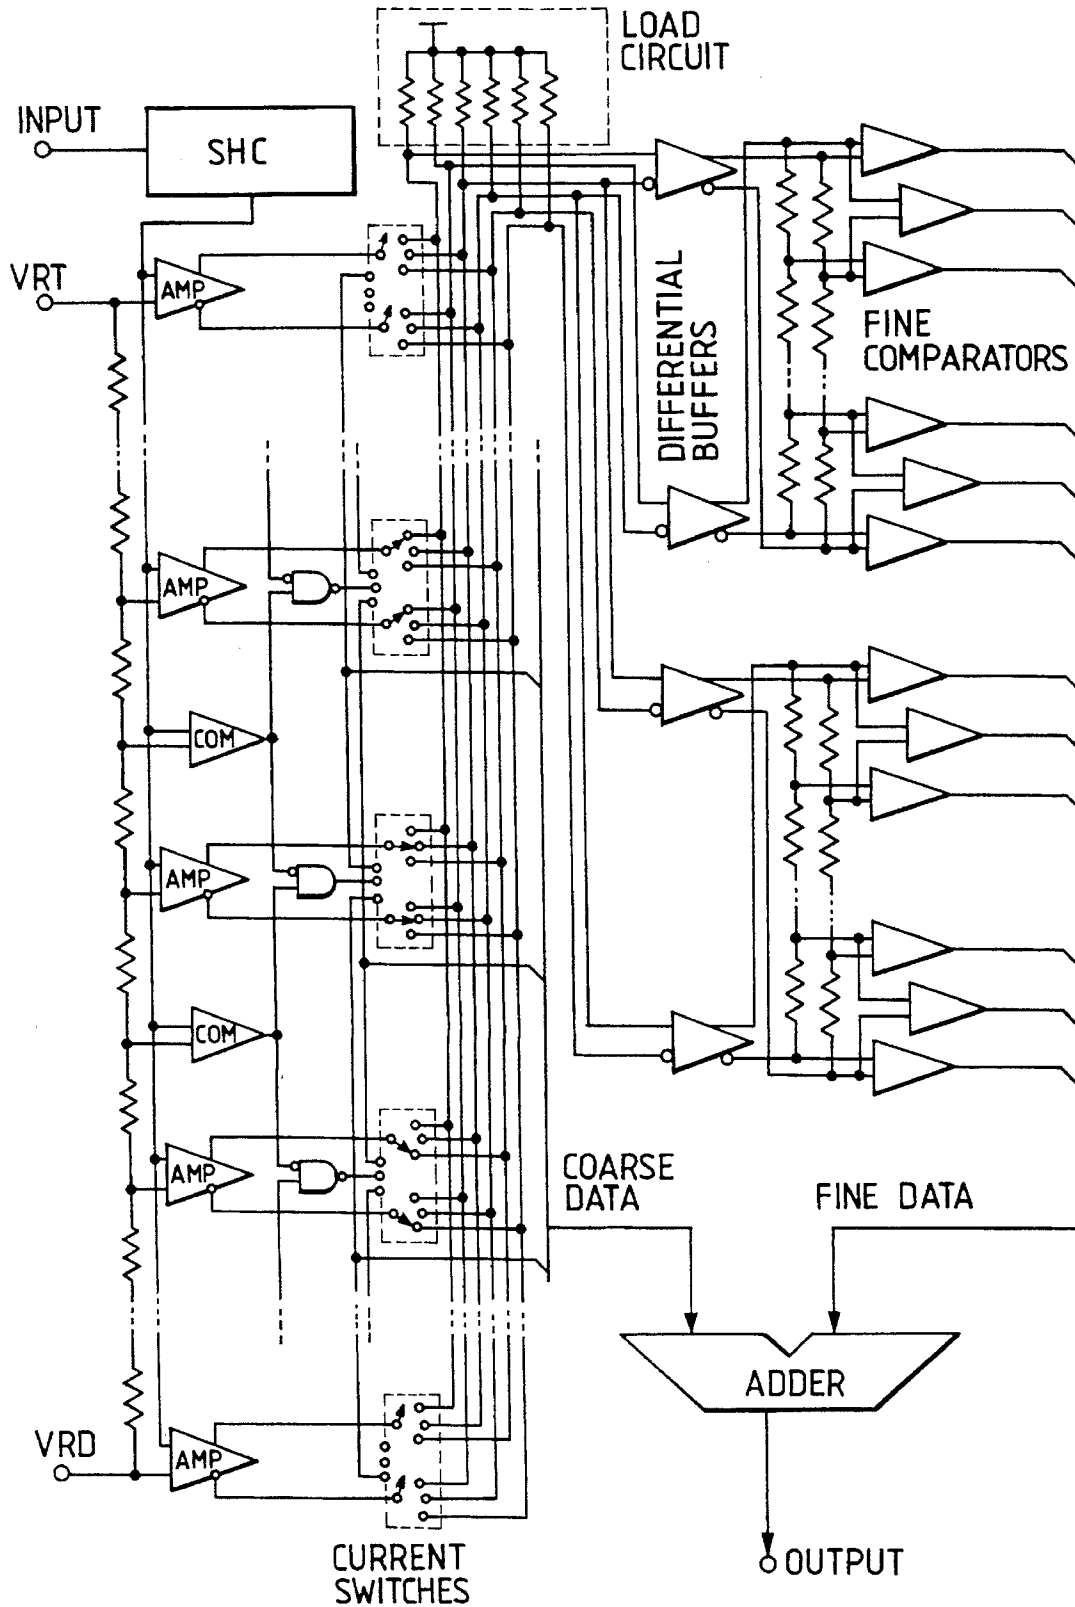 LOAD
CIRCUIT
INPUT
SHC
VRT
AMP
DIFFERENTIAL
BUFFERS
FINE
COMPARATORS
AMP
COM
AMP
COM
AMP
COARSE
DATA
FINE DATA
ADDER
VRD
AMP
CURRENT
SWITCHES
OUTPUT